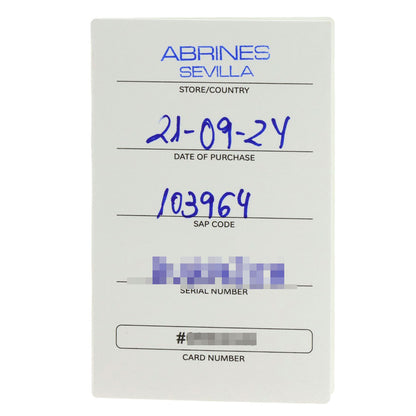 ABRINES
SEVILLA
STORE/COUNTRY
21-09-24
DATE OF PURCHASE
103964
SAP CODE
SERIAL NUMBER
#
CARD NUMBER